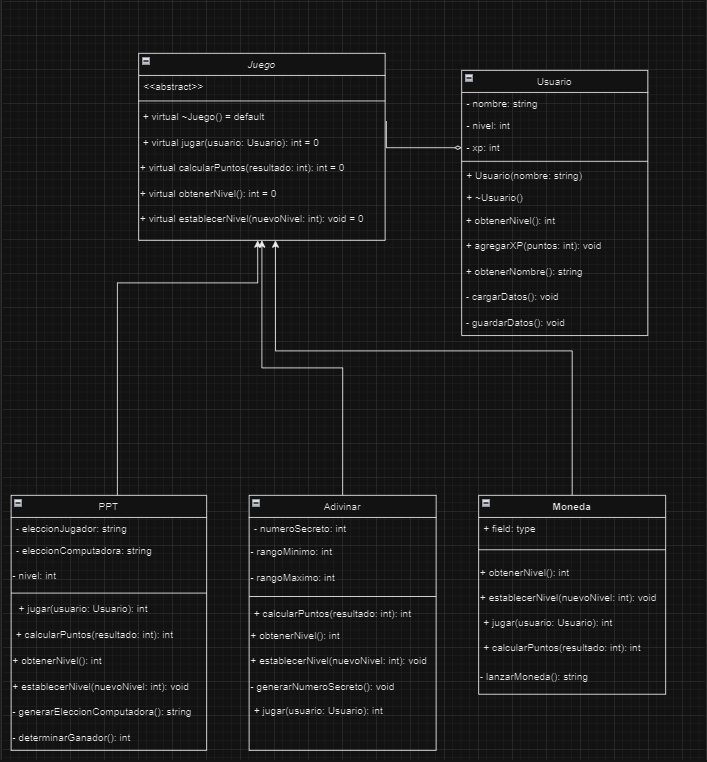 Juego
<<abstract>>
+ virtual ~Juego() = default
+ virtual jugar(usuario: Usuario): int = 0
+ virtual calcularPuntos(resultado: int): int = 0
+ virtual obtenerNivel(): int = 0
+ virtual establecerNivel(nuevoNivel: int): void = 0
Usuario
- nombre: string
- nivel: int
- xp: int
+ Usuario(nombre: string)
+ ~Usuario()
+ obtenerNivel(): int
+ agregarXP(puntos: int): void
+ obtenerNombre(): string
- cargarDatos(): void
- guardarDatos(): void
PPT
- eleccionJugador: string
- eleccionComputadora: string
- nivel: int
+ jugar(usuario: Usuario): int
+ calcularPuntos(resultado: int): int
+ obtenerNivel(): int
+ establecerNivel(nuevoNivel: int): void
- generarEleccionComputadora(): string
- determinarGanador(): int
Adivinar
- numeroSecreto: int
- rangoMinimo: int
- rangoMaximo: int
+ calcularPuntos(resultado: int): int
+ obtenerNivel(): int
+ establecerNivel(nuevoNivel: int): void
- generarNumeroSecreto(): void
+ jugar(usuario: Usuario): int
Moneda
+ field: type
+ obtenerNivel(): int
+ establecerNivel(nuevoNivel: int): void
+ jugar(usuario: Usuario): int
+ calcularPuntos(resultado: int): int
- lanzarMoneda(): string